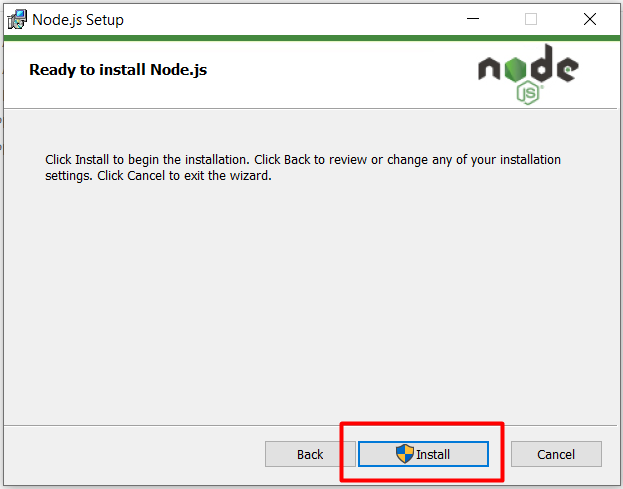 Node.js Setup
Ready to install Node.js
node
JS
Click Install to begin the installation. Click Back to review or change any of your installation
settings. Click Cancel to exit the wizard.
Back
Install
Cancel